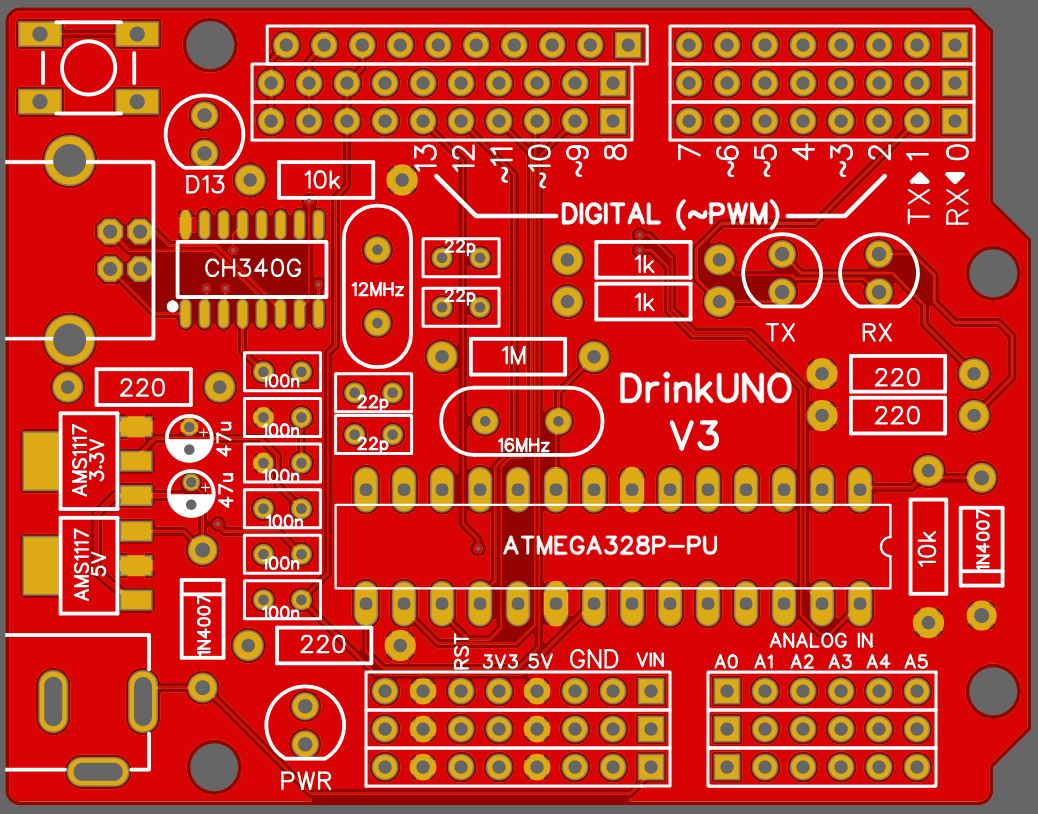 13
12
~11
~10
~9
8
7
~6
~5
4
~3
2
TX 1
RX 0
D13
10k
DIGITAL (~PWM)
CH340G
12MHz
22p
22p
1k
1k
TX
RX
1M
220
220
220
DrinkUNO
V3
100n
22p
100n
22p
16MHz
AMS1117
3.3V
+
47u
100n
+
47u
100n
AMS1117
5V
100n
100n
ATMEGA328P-PU
10k
1N4007
1N4007
220
RST
3V3
5V
GND
VIN
ANALOG IN
A0
A1
A2
A3
A4
A5
PWR